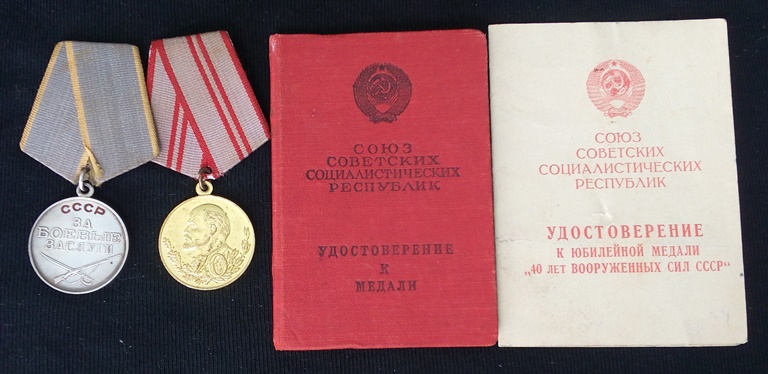 СССР
ЗА
БОЕВЫЕ
ЗАСЛУГИ
40
СОЮЗ
СОВЕТСКИХ
СОЦИАЛИСТИЧЕСКИХ
РЕСПУБЛИК
УДОСТОВЕРЕНИЕ
К
МЕДАЛИ
СОЮЗ
СОВЕТСКИХ
СОЦИАЛИСТИЧЕСКИХ
РЕСПУБЛИК
УДОСТОВЕРЕНИЕ
К ЮБИЛЕЙНОЙ МЕДАЛИ
„40 ЛЕТ ВООРУЖЕННЫХ СИЛ СССР“